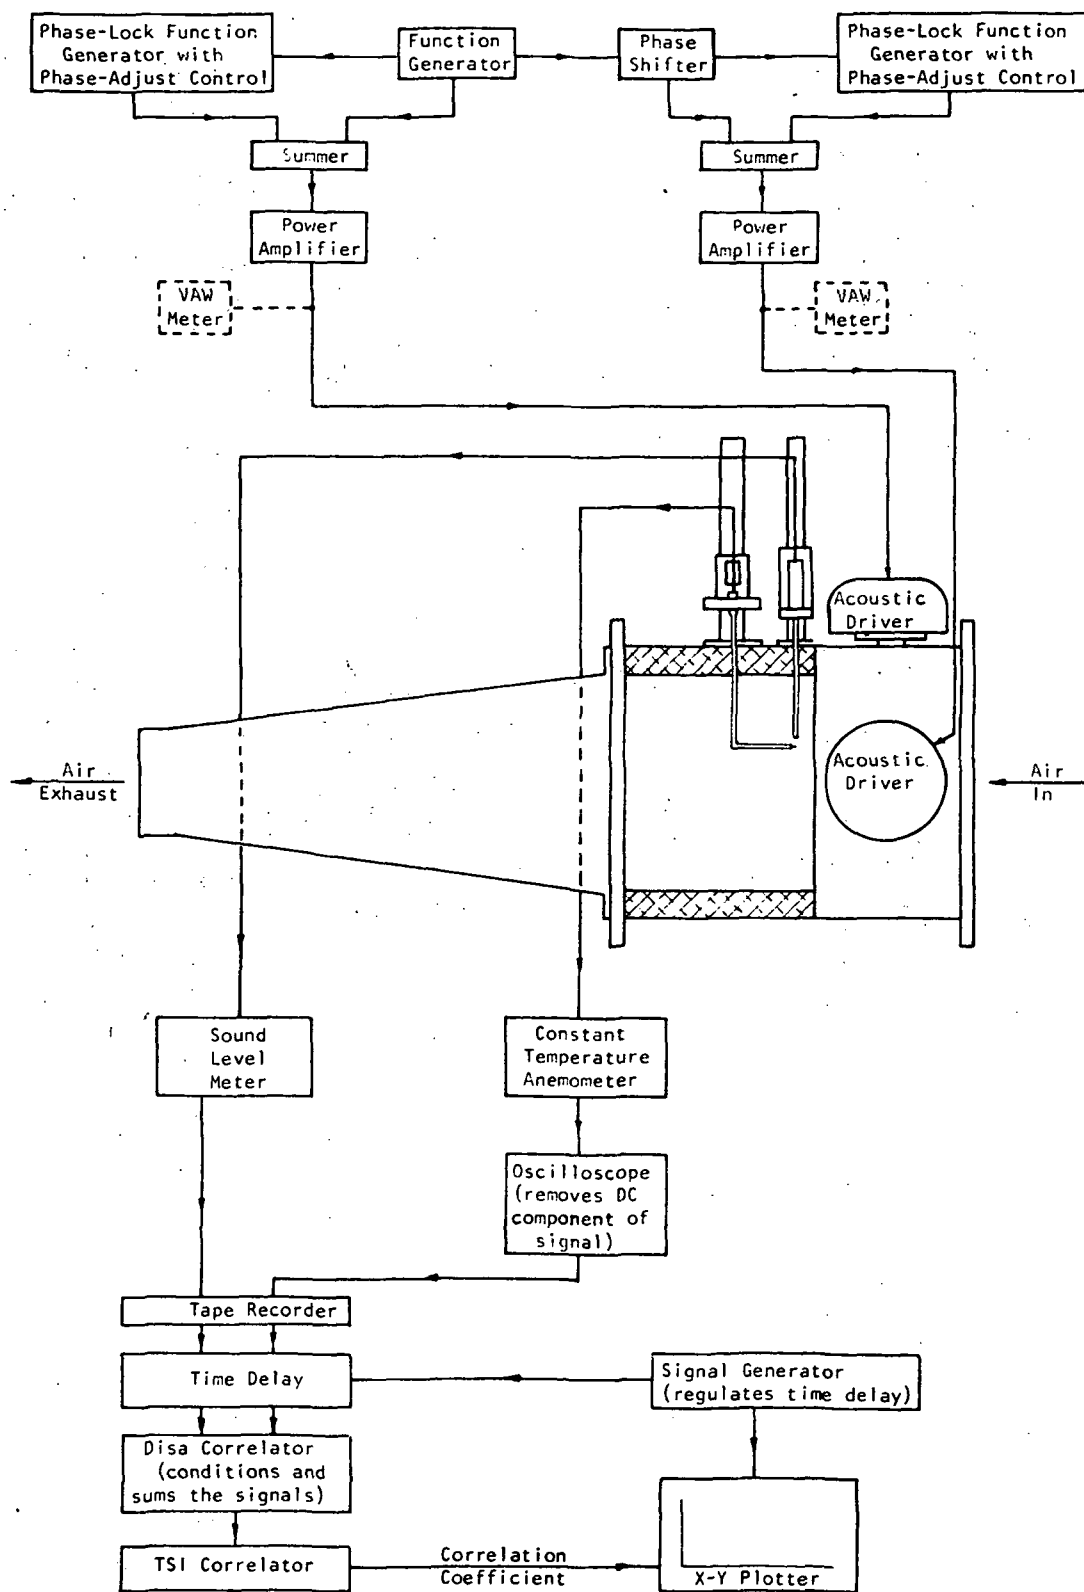 Phase-Lock Function
Generator with
Phase-Adjust Control
Function
Generator
Phase
Shifter
Phase-Lock Function
Generator with
Phase-Adjust Control
Summer
Summer
Power
Amplifier
Power
Amplifier
VAW
Meter
VAW
Meter
Acoustic
Driver
Acoustic
Driver
Air
Exhaust
Air
In
Sound
Level
Meter
Constant
Temperature
Anemometer
Oscilloscope
(removes DC
component of
signal)
Tape Recorder
Time Delay
Signal Generator
(regulates time delay)
Disa Correlator
(conditions and
sums the signals)
TSI Correlator
Correlation
Coefficient
X-Y Plotter